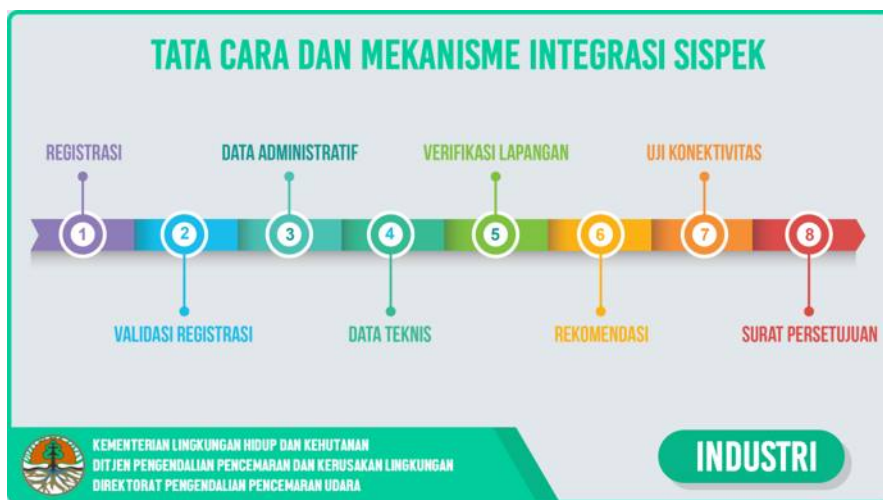 TATA CARA DAN MEKANISME INTEGRASI SISPEK
REGISTRASI
DATA ADMINISTRATIF
VERIFIKASI LAPANGAN
UJI KONEKTIVITAS
1
2
3
4
5
6
7
8
VALIDASI REGISTRASI
DATA TEKNIS
REKOMENDASI
SURAT PERSETUJUAN
KEMENTERIAN LINGKUNGAN HIDUP DAN KEHUTANAN
DITJEN PENGENDALIAN PENCEMARAN DAN KERUSAKAN LINGKUNGAN
DIREKTORAT PENGENDALIAN PENCEMARAN UDARA
INDUSTRI